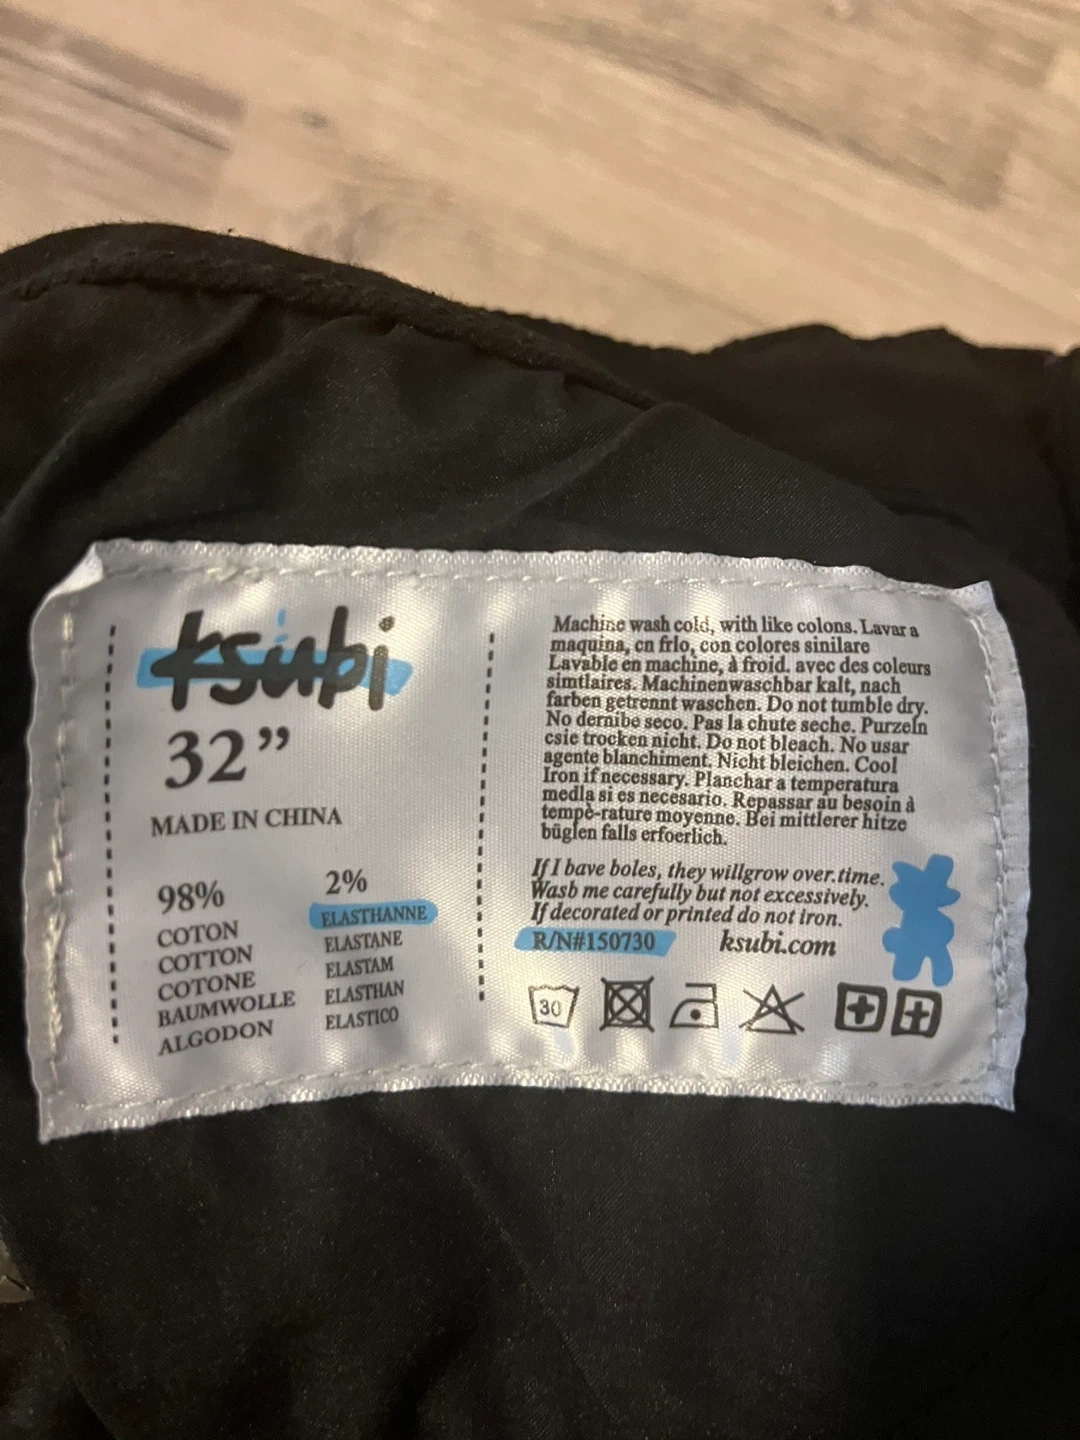 ksubi
32”
MADE IN CHINA
98%
COTON
COTTON
COTONE
BAUMWOLLE
ALGODON
2%
ELASTHANNE
ELASTANE
ELASTAM
ELASTHAN
ELASTICO
Machine wash cold, with like colons. Lavar a
maquina, cn frlo, con colores sinilare
Lavable en machine, à froid. avec des coleurs
simtlaires. Machinenwaschbar kalt, nach
farben getrennt waschen. Do not tumble dry.
No dernibe seco. Pas la chute seche. Purzeln
csie trocken nicht. Do not bleach. No usar
agente blanchiment. Nicht bleichen. Cool
Iron if necessary. Planchar a temperatura
medla si es necesario. Repassar au besoin à
tempè-rature moyenne. Bei mittlerer hitze
büglen falls erfoerlich.
If I bave boles, they willgrow over.time.
Wasb me carefully but not excessively.
If decorated or printed do not iron.
R/N#150730
ksubi.com
30